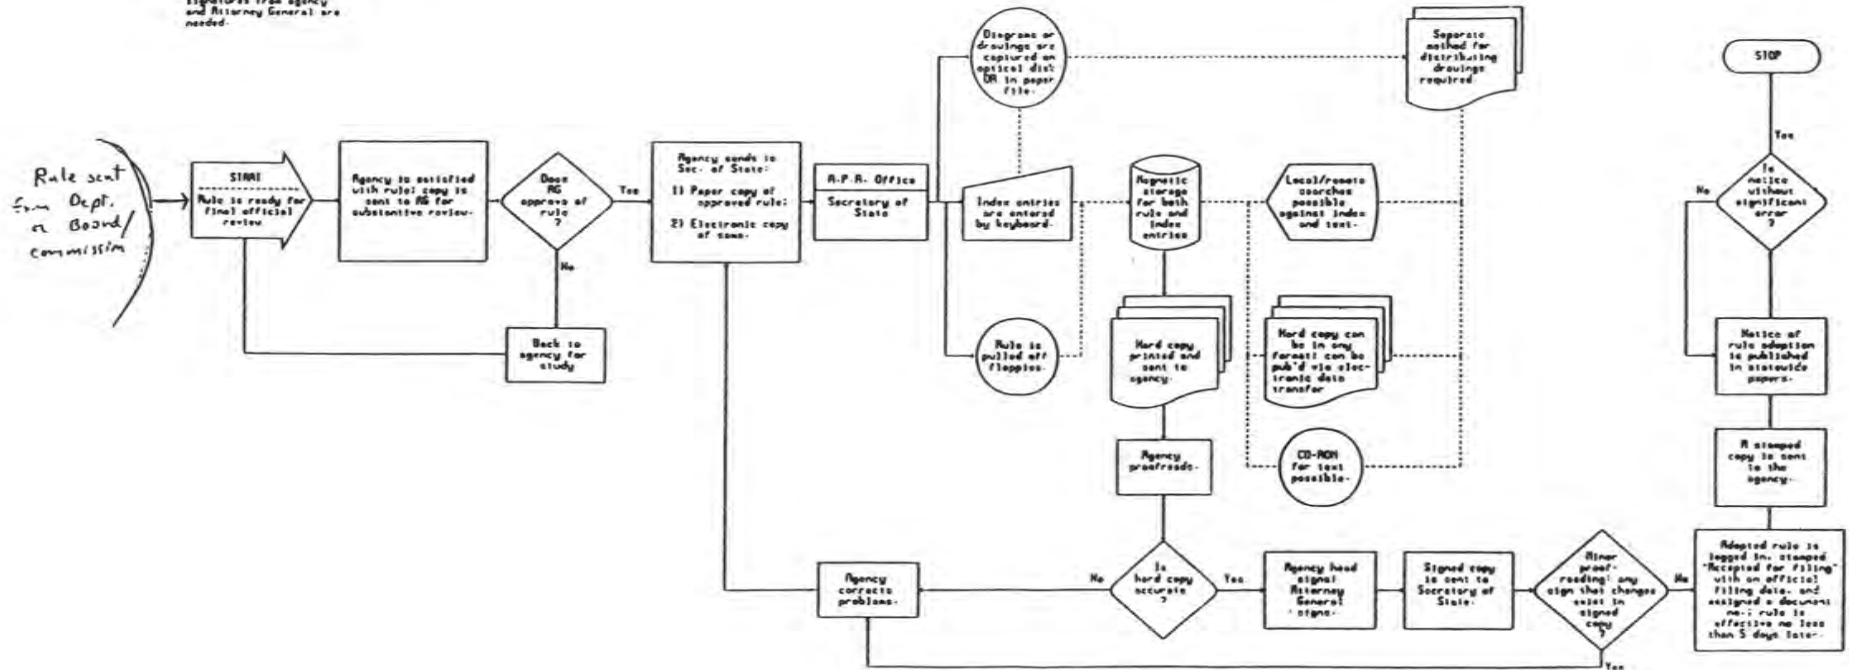 signatures from agency
and Attorney General are
needed.
Rule sent
from Dept.
or Board/
commission
START
Rule is ready for
final official
review
Agency is satisfied
with rule; copy is
sent to AG for
substantive review.
Does
AG
approve of
rule
?
Yes
No
Back to
agency for
study
Agency sends to
Sec. of State:
1) Paper copy of
approved rule;
2) Electronic copy
of same.
A.P.A. Office
Secretary of
State
Diagrams or
drawings are
captured on
optical disk
OR in paper
file.
Index entries
are entered
by keyboard.
Rule is
pulled off
floppies.
Magnetic
storage
for both
rule and
index
entries
Hard copy
printed and
sent to
agency.
Agency
proofreads.
Is
hard copy
accurate
?
No
Yes
Agency
corrects
problems.
Separate
method for
distributing
drawings
required.
Local/remote
searches
possible
against index
and text.
Hard copy can
be in any
format; can be
pub'd via elec-
tronic data
transfer
CD-ROM
for text
possible.
Agency head
signs; Attorney
General
signs.
Signed copy
is sent to
Secretary of
State.
Minor
proof-
reading: any
sign that changes
exist in
signed
copy
?
No
Yes
Adopted rule is
logged in, stamped
"Accepted for filing"
with an official
filing date, and
assigned a document
no.; rule is
effective no less
than 5 days later.
A stamped
copy is sent
to the
agency.
Notice of
rule adoption
is published
in statewide
papers.
Is
notice
without
significant
error
?
No
Yes
STOP